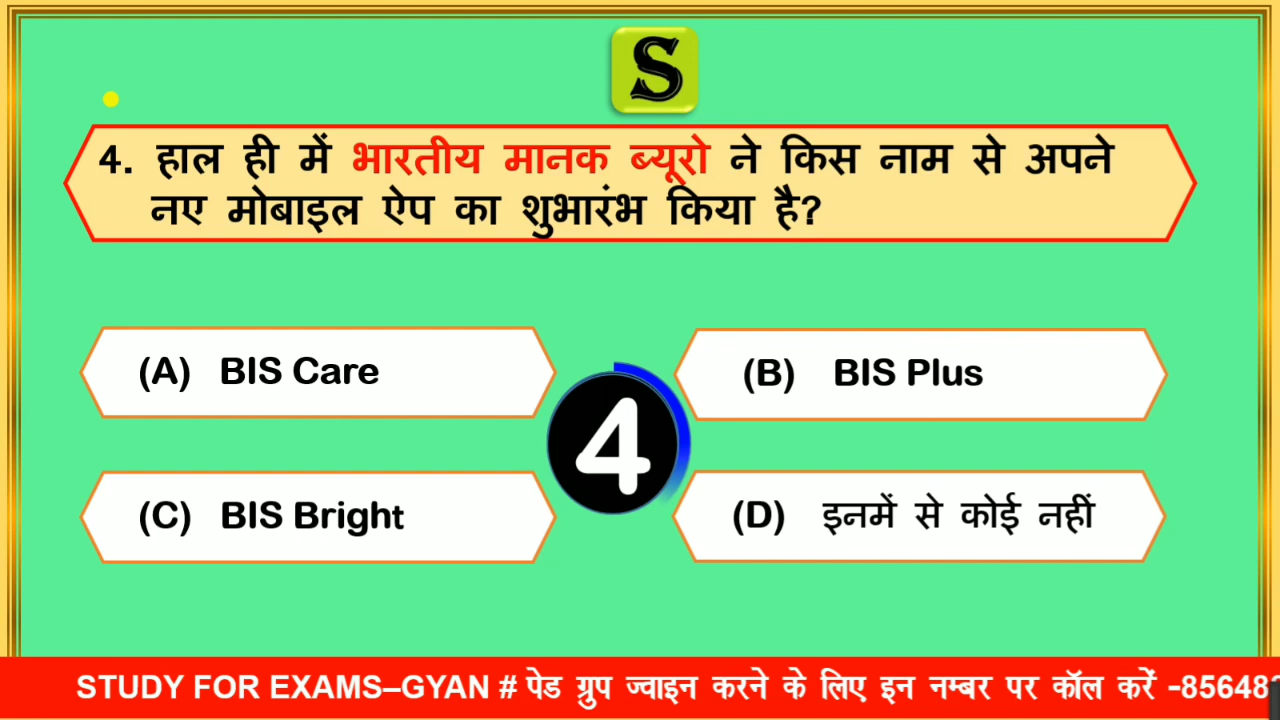 S
4. हाल ही में भारतीय मानक ब्यूरो ने किस नाम से अपने
नए मोबाइल ऐप का शुभारंभ किया है?
(A) BIS Care
(B) BIS Plus
4
(C) BIS Bright
(D) इनमें से कोई नहीं
STUDY FOR EXAMS–GYAN # पेड ग्रुप ज्वाइन करने के लिए इन नम्बर पर कॉल करें -85648